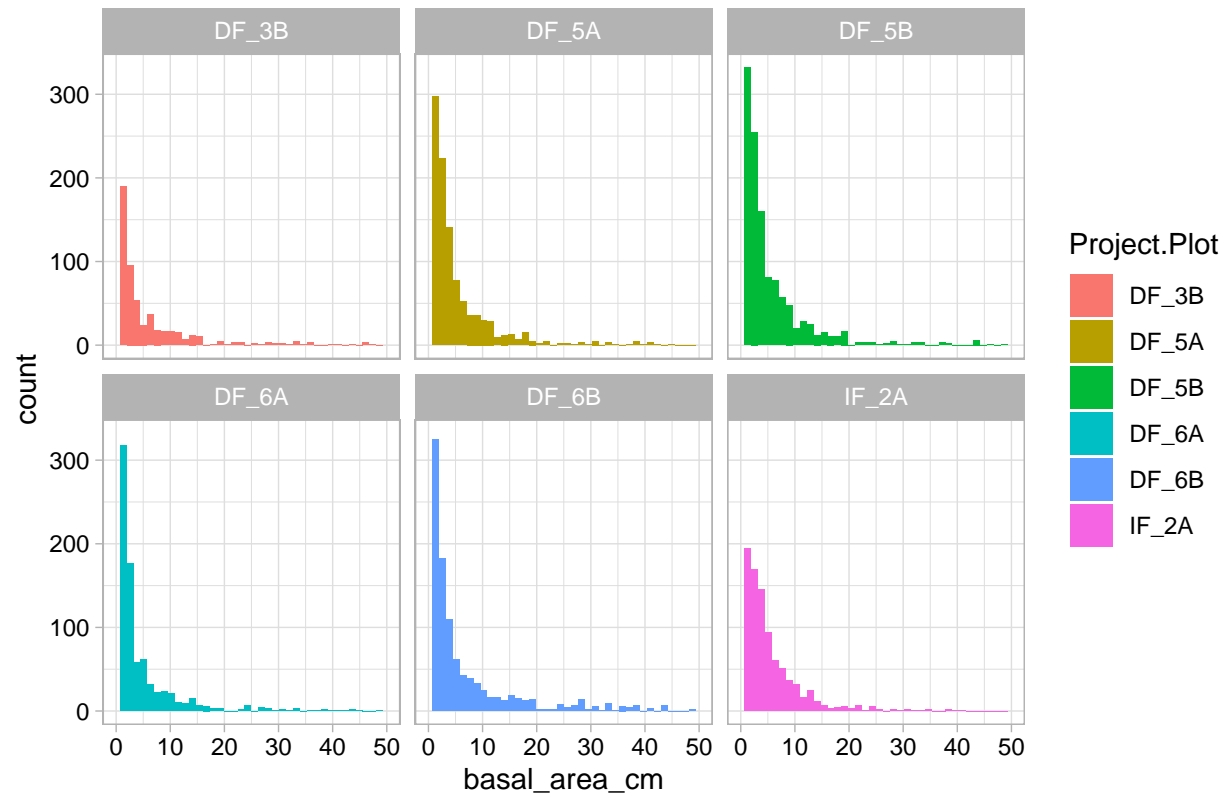 DF_3B DF_5A DF_5B
300
200
100
0
count
DF_6A DF_6B IF_2A
300
200
100
0
0 10 20 30 40 50 0 10 20 30 40 50 0 10 20 30 40 50
basal_area_cm
Project.Plot
DF_3B
DF_5A
DF_5B
DF_6A
DF_6B
IF_2A